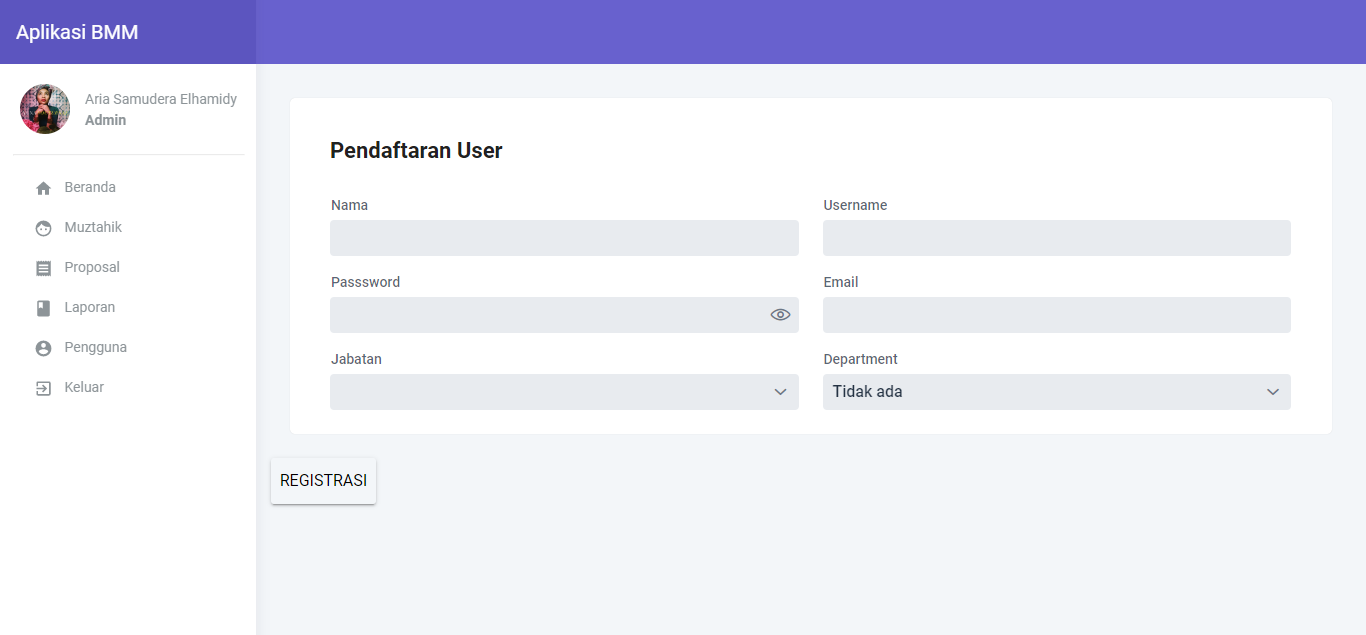 Aplikasi BMM
Aria Samudera Elhamidy
Admin
Beranda
Muztahik
Proposal
Laporan
Pengguna
Keluar
Pendaftaran User
Nama
Username
Passsword
Email
Jabatan
Department
Tidak ada
REGISTRASI